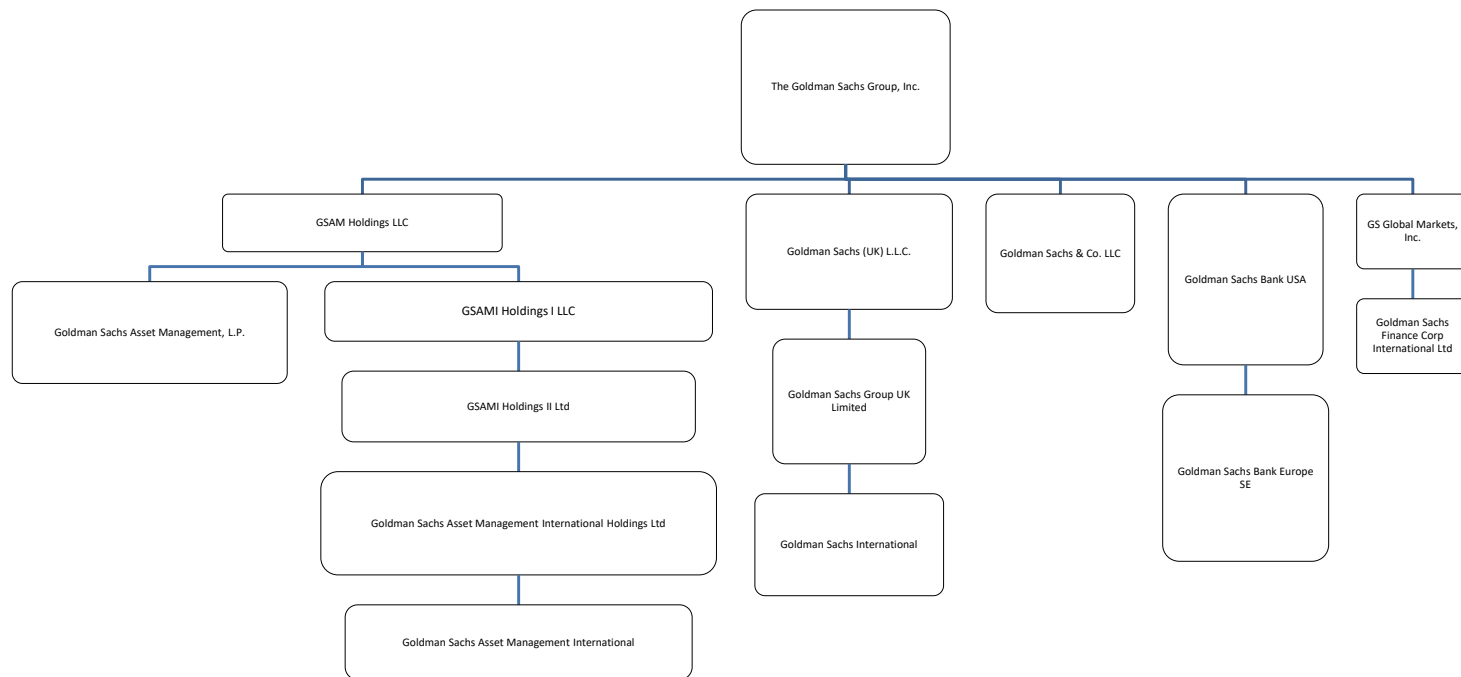 The Goldman Sachs Group, Inc.
GSAM Holdings LLC
Goldman Sachs (UK) L.L.C.
Goldman Sachs & Co. LLC
Goldman Sachs Bank USA
GS Global Markets,
Inc.
Goldman Sachs Asset Management, L.P.
GSAMI Holdings I LLC
Goldman Sachs
Finance Corp
International Ltd
GSAMI Holdings II Ltd
Goldman Sachs Group UK
Limited
Goldman Sachs Bank Europe
SE
Goldman Sachs Asset Management International Holdings Ltd
Goldman Sachs International
Goldman Sachs Asset Management International